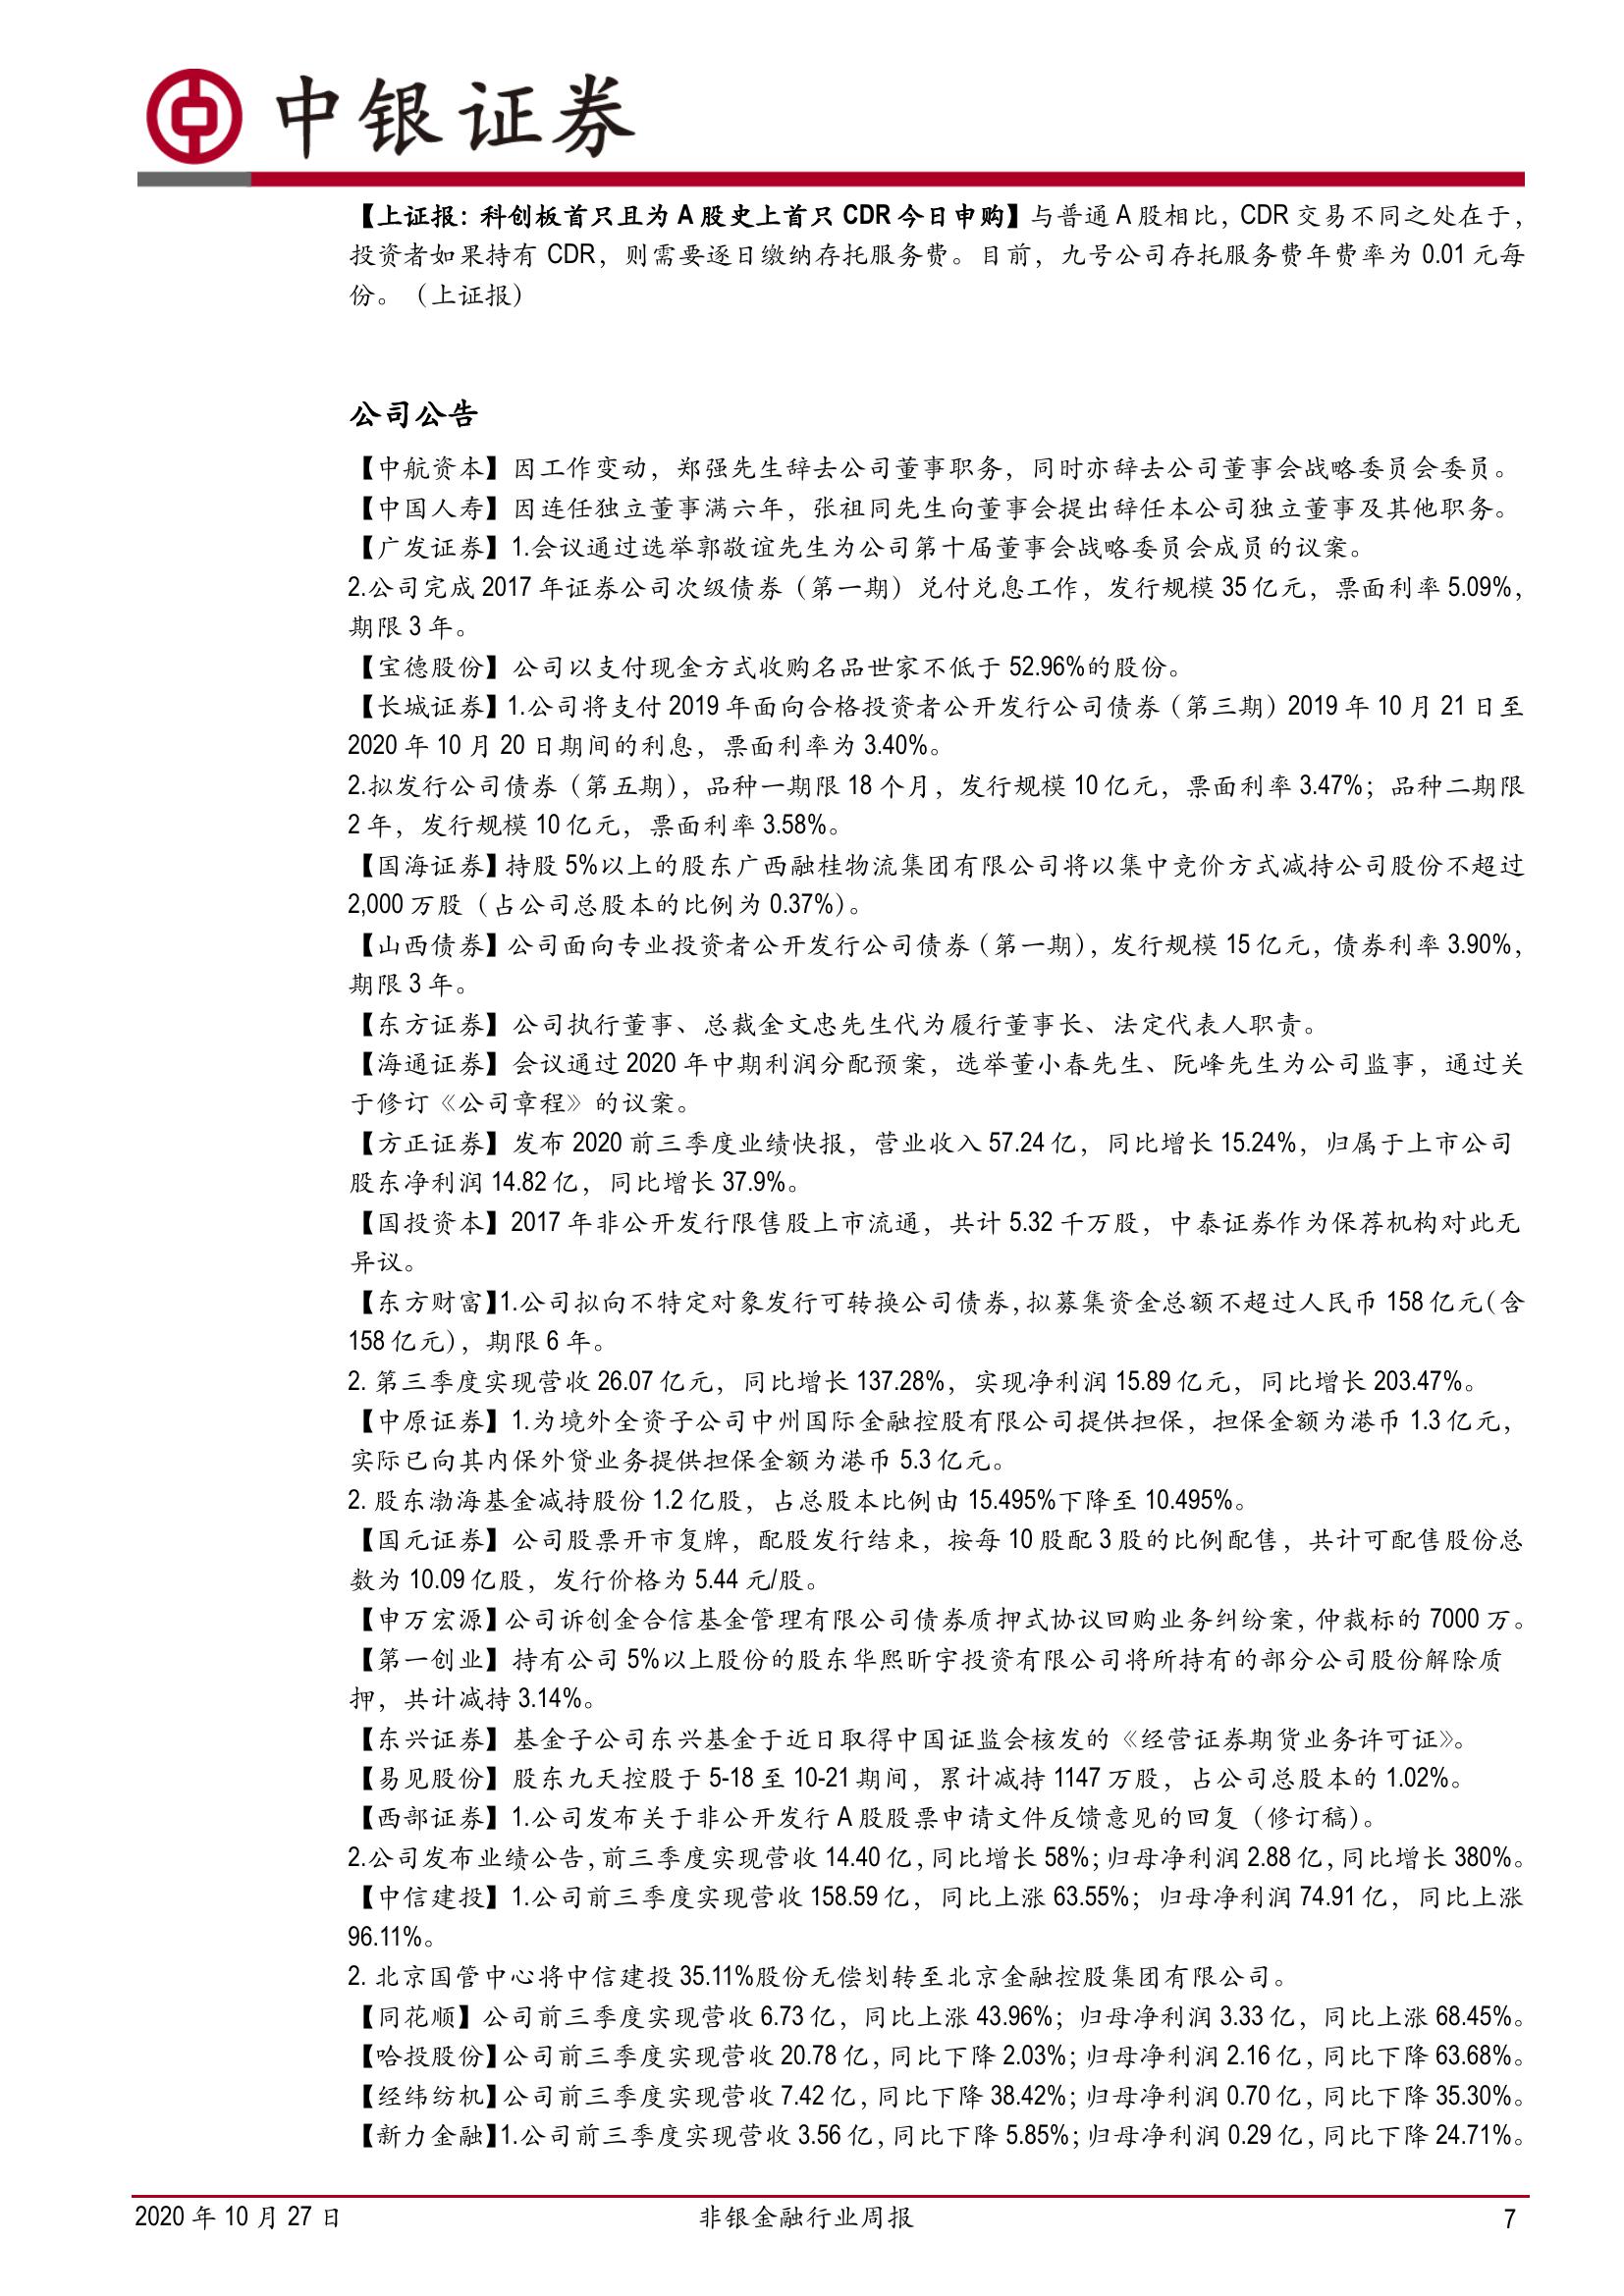 中银证券
【上证报：科创板首只且为 A 股史上首只 CDR 今日申购】与普通 A 股相比，CDR 交易不同之处在于，
投资者如果持有 CDR，则需要逐日缴纳存托服务费。目前，九号公司存托服务费年费率为 0.01 元每
份。（上证报）
公司公告
【中航资本】因工作变动，郑强先生辞去公司董事职务，同时亦辞去公司董事会战略委员会委员。
【中国人寿】因连任独立董事满六年，张祖同先生向董事会提出辞任本公司独立董事及其他职务。
【广发证券】1.会议通过选举郭敬谊先生为公司第十届董事会战略委员会成员的议案。
2.公司完成 2017 年证券公司次级债券（第一期）兑付兑息工作，发行规模 35 亿元，票面利率 5.09%，
期限 3 年。
【宝德股份】公司以支付现金方式收购名品世家不低于 52.96%的股份。
【长城证券】1.公司将支付 2019 年面向合格投资者公开发行公司债券（第三期）2019 年 10 月 21 日至
2020 年 10 月 20 日期间的利息，票面利率为 3.40%。
2.拟发行公司债券（第五期），品种一期限 18 个月，发行规模 10 亿元，票面利率 3.47%；品种二期限
2 年，发行规模 10 亿元，票面利率 3.58%。
【国海证券】持股 5%以上的股东广西融桂物流集团有限公司将以集中竞价方式减持公司股份不超过
2,000 万股（占公司总股本的比例为 0.37%）。
【山西债券】公司面向专业投资者公开发行公司债券（第一期），发行规模 15 亿元，债券利率 3.90%，
期限 3 年。
【东方证券】公司执行董事、总裁金文忠先生代为履行董事长、法定代表人职责。
【海通证券】会议通过 2020 年中期利润分配预案，选举董小春先生、阮峰先生为公司监事，通过关
于修订《公司章程》的议案。
【方正证券】发布 2020 前三季度业绩快报，营业收入 57.24 亿，同比增长 15.24%，归属于上市公司
股东净利润 14.82 亿，同比增长 37.9%。
【国投资本】2017 年非公开发行限售股上市流通，共计 5.32 千万股，中泰证券作为保荐机构对此无
异议。
【东方财富】1.公司拟向不特定对象发行可转换公司债券，拟募集资金总额不超过人民币 158 亿元（含
158 亿元），期限 6 年。
2. 第三季度实现营收 26.07 亿元，同比增长 137.28%，实现净利润 15.89 亿元，同比增长 203.47%。
【中原证券】1.为境外全资子公司中州国际金融控股有限公司提供担保，担保金额为港币 1.3 亿元，
实际已向其内保外贷业务提供担保金额为港币 5.3 亿元。
2. 股东渤海基金减持股份 1.2 亿股，占总股本比例由 15.495%下降至 10.495%。
【国元证券】公司股票开市复牌，配股发行结束，按每 10 股配 3 股的比例配售，共计可配售股份总
数为 10.09 亿股，发行价格为 5.44 元/股。
【申万宏源】公司诉创金合信基金管理有限公司债券质押式协议回购业务纠纷案，仲裁标的 7000 万。
【第一创业】持有公司 5%以上股份的股东华熙昕宇投资有限公司将所持有的部分公司股份解除质
押，共计减持 3.14%。
【东兴证券】基金子公司东兴基金于近日取得中国证监会核发的《经营证券期货业务许可证》。
【易见股份】股东九天控股于 5-18 至 10-21 期间，累计减持 1147 万股，占公司总股本的 1.02%。
【西部证券】1.公司发布关于非公开发行 A 股股票申请文件反馈意见的回复（修订稿）。
2.公司发布业绩公告，前三季度实现营收 14.40 亿，同比增长 58%；归母净利润 2.88 亿，同比增长 380%。
【中信建投】1.公司前三季度实现营收 158.59 亿，同比上涨 63.55%；归母净利润 74.91 亿，同比上涨
96.11%。
2. 北京国管中心将中信建投 35.11%股份无偿划转至北京金融控股集团有限公司。
【同花顺】公司前三季度实现营收 6.73 亿，同比上涨 43.96%；归母净利润 3.33 亿，同比上涨 68.45%。
【哈投股份】公司前三季度实现营收 20.78 亿，同比下降 2.03%；归母净利润 2.16 亿，同比下降 63.68%。
【经纬纺机】公司前三季度实现营收 7.42 亿，同比下降 38.42%；归母净利润 0.70 亿，同比下降 35.30%。
【新力金融】1.公司前三季度实现营收 3.56 亿，同比下降 5.85%；归母净利润 0.29 亿，同比下降 24.71%。
2020 年 10 月 27 日 非银金融行业周报 7